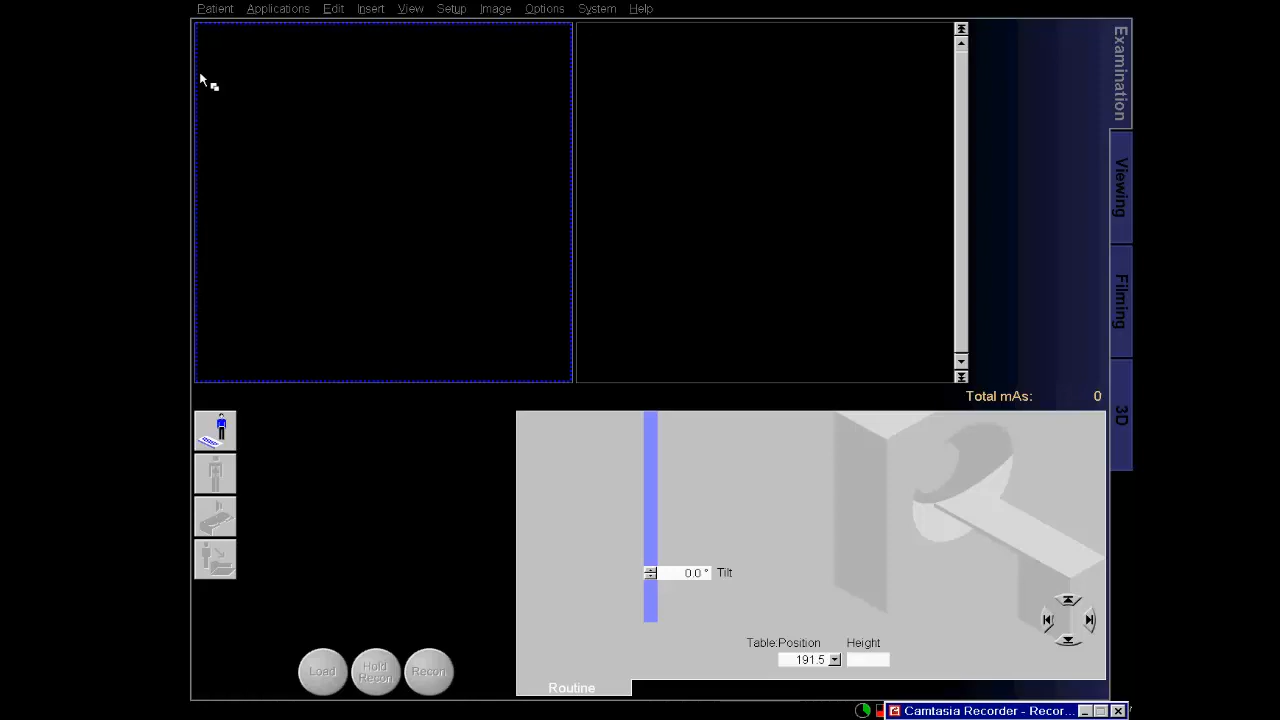 Patient Applications Edit Insert View Setup Image Options System Help
Examination
Viewing
Filming
3D
Total mAs: 0
0.0 ° Tilt
Table:Position Height
191.5
Load
Hold
Recon
Recon
Routine
Camtasia Recorder - Recor...